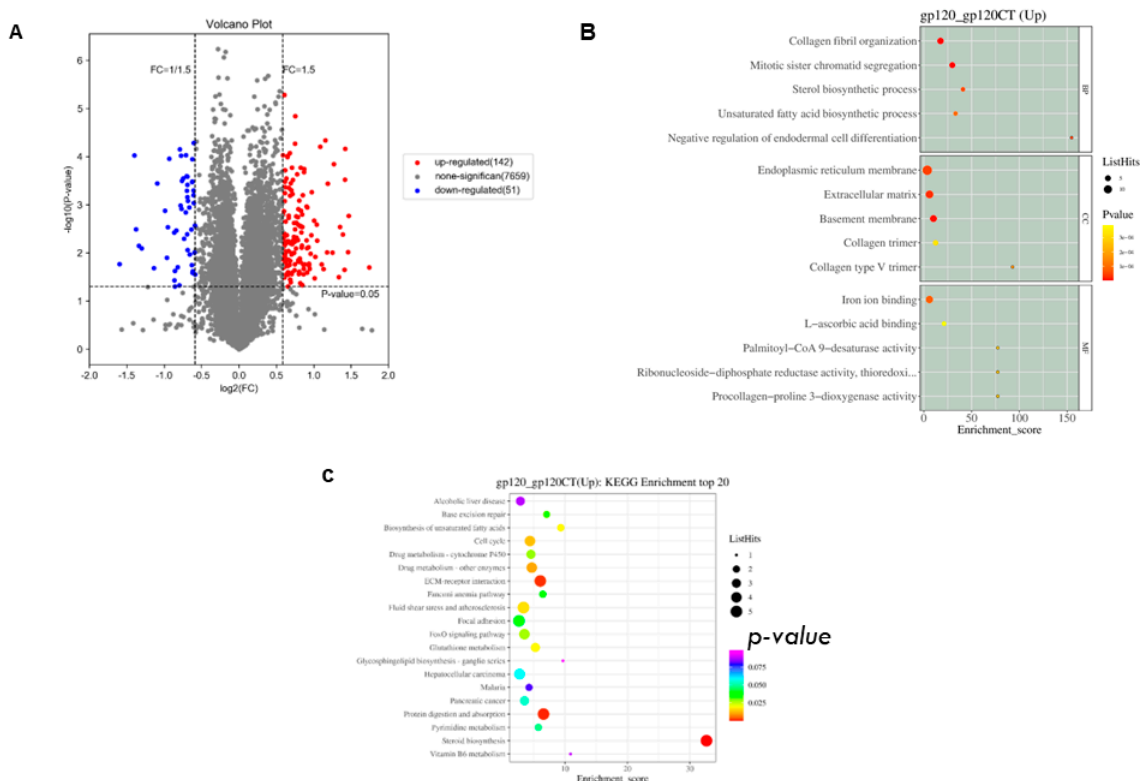 A
Volcano Plot
FC=1/1.5
FC=1.5
P-value=0.05
6
5
4
3
2
1
0
-log10(P-value)
-2.0 -1.5 -1.0 -0.5 0.0 0.5 1.0 1.5 2.0
log2(FC)
up-regulated(142)
none-significan(7659)
down-regulated(51)
B
gp120_gp120CT (Up)
Collagen fibril organization
Mitotic sister chromatid segregation
Sterol biosynthetic process
Unsaturated fatty acid biosynthetic process
Negative regulation of endodermal cell differentiation
BP
Endoplasmic reticulum membrane
Extracellular matrix
Basement membrane
Collagen trimer
Collagen type V trimer
CC
Iron ion binding
L-ascorbic acid binding
Palmitoyl-CoA 9-desaturase activity
Ribonucleoside-diphosphate reductase activity, thioredoxi...
Procollagen-proline 3-dioxygenase activity
MF
0 50 100 150
Enrichment_score
ListHits
5
10
Pvalue
C
gp120_gp120CT(Up): KEGG Enrichment top 20
Alcoholic liver disease
Base excision repair
Biosynthesis of unsaturated fatty acids
Cell cycle
Drug metabolism - cytochrome P450
Drug metabolism - other enzymes
ECM-receptor interaction
Fanconi anemia pathway
Fluid shear stress and atherosclerosis
Focal adhesion
FoxO signaling pathway
Glutathione metabolism
Glycosphingolipid biosynthesis - ganglio series
Hepatocellular carcinoma
Malaria
Pancreatic cancer
Protein digestion and absorption
Pyrimidine metabolism
Steroid biosynthesis
Vitamin B6 metabolism
10 20 30
Enrichment_score
ListHits
1
2
3
4
5
p-value
0.075
0.050
0.025